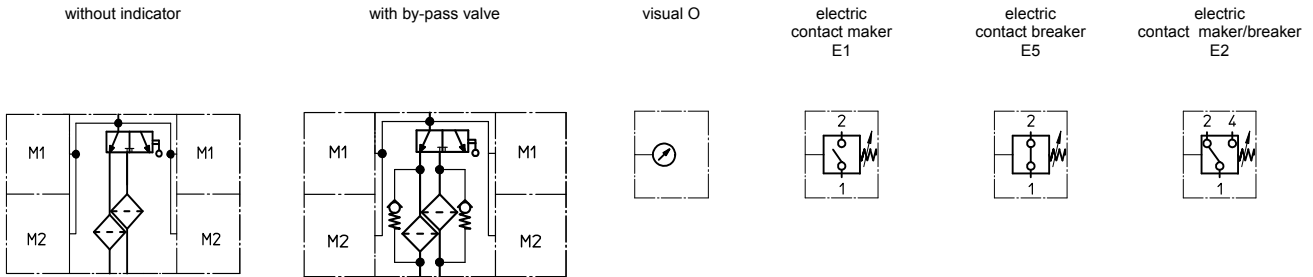 without indicator
with by-pass valve
visual O
electric
contact maker
E1
electric
contact breaker
E5
electric
contact maker/breaker
E2
M1
M1
M2
M2
M1
M1
M2
M2
2
1
2
1
2 4
1